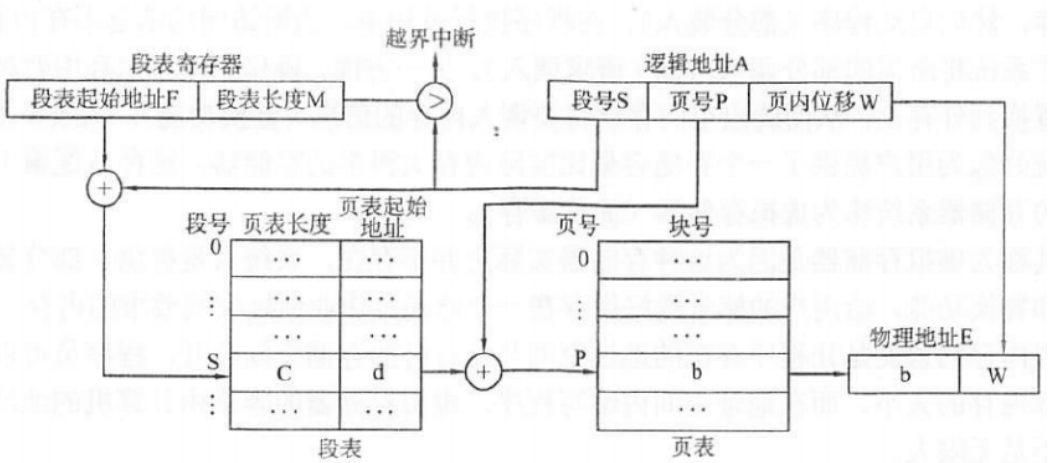 越界中断
段表寄存器
逻辑地址A
段表起始地址F 段表长度M
>
段号S 页号P 页内位移W
+
段号 页表长度 页表起始地址
页号 块号
0
0
... ...
...
:
...
物理地址E
S C d
+
P b
b W
... ...
...
段表
页表